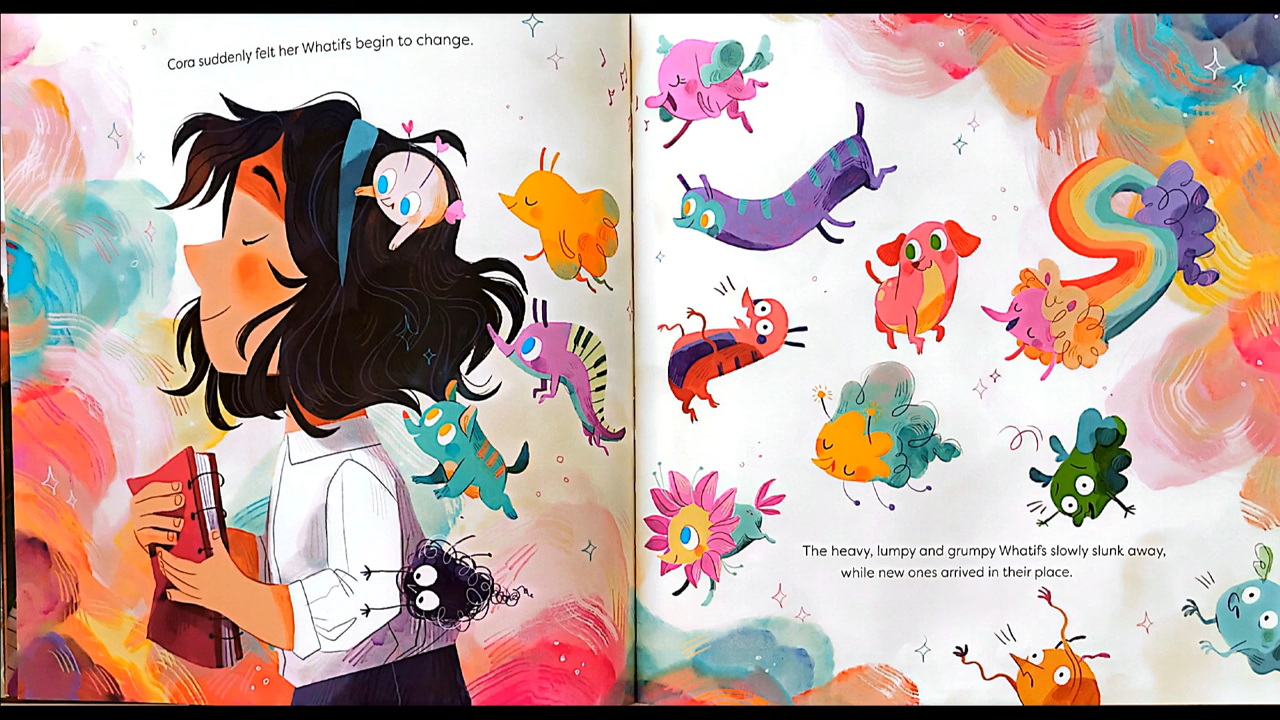 Cora suddenly felt her Whatifs begin to change.
The heavy, lumpy and grumpy Whatifs slowly slunk away,
while new ones arrived in their place.